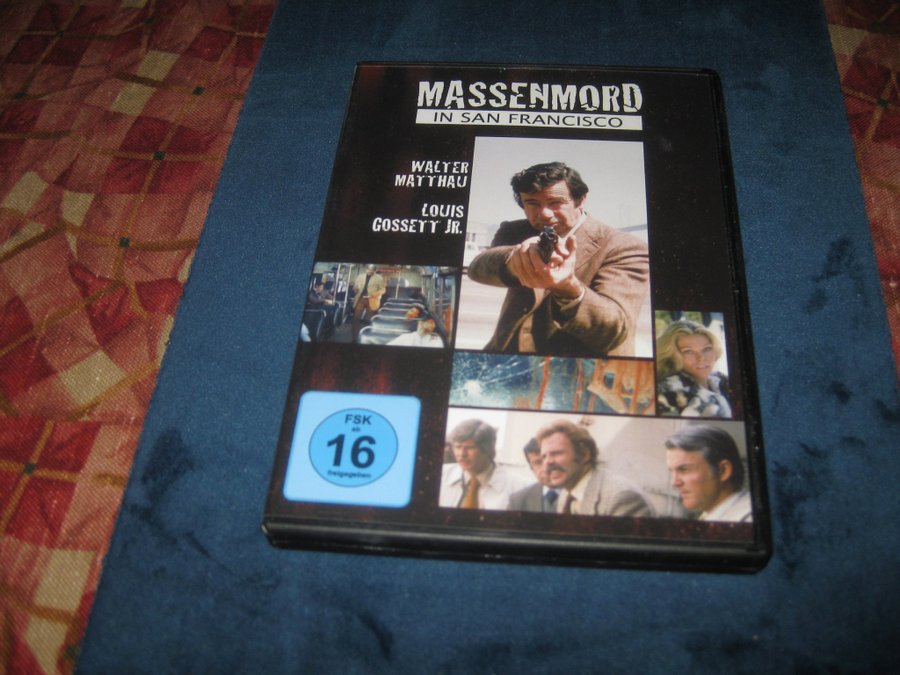 MASSENMORD
IN SAN FRANCISCO
WALTER
MATTHAU
LOUIS
GOSSETT JR.
FSK
ab
16
freigegeben